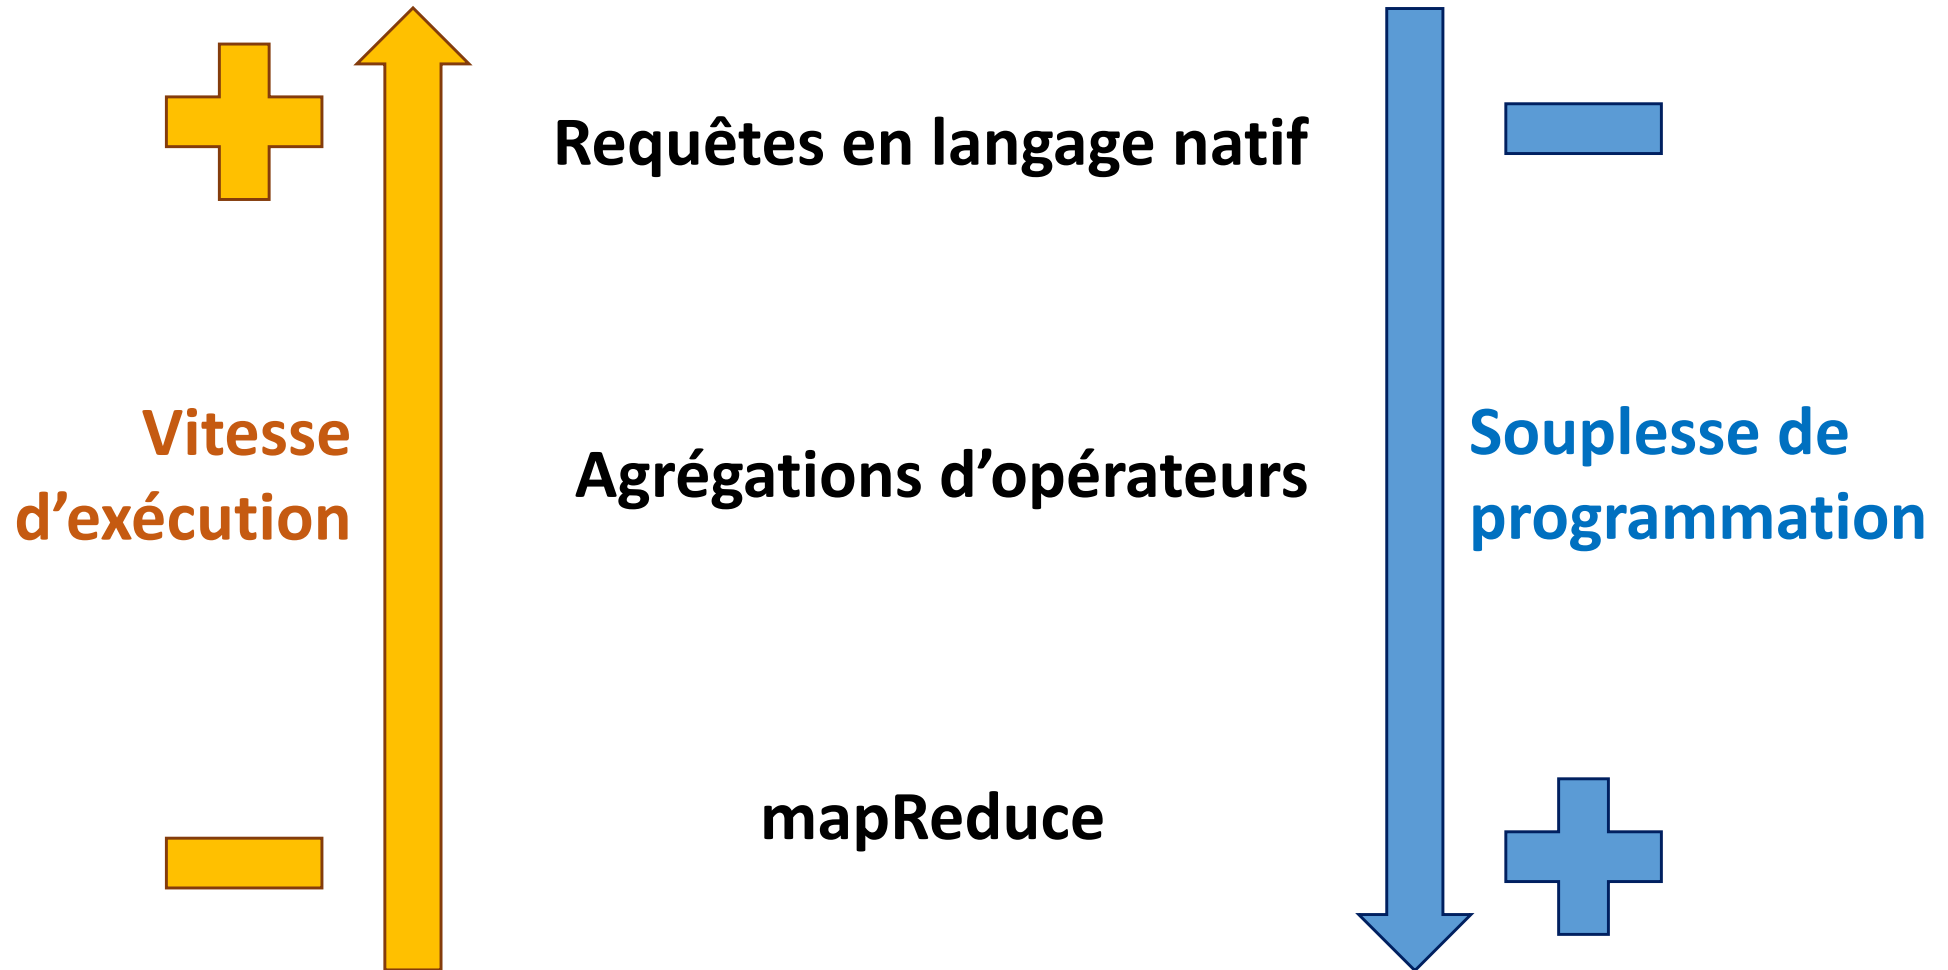 Requêtes en langage natif
Vitesse
d’exécution
Agrégations d’opérateurs
Souplesse de
programmation
mapReduce